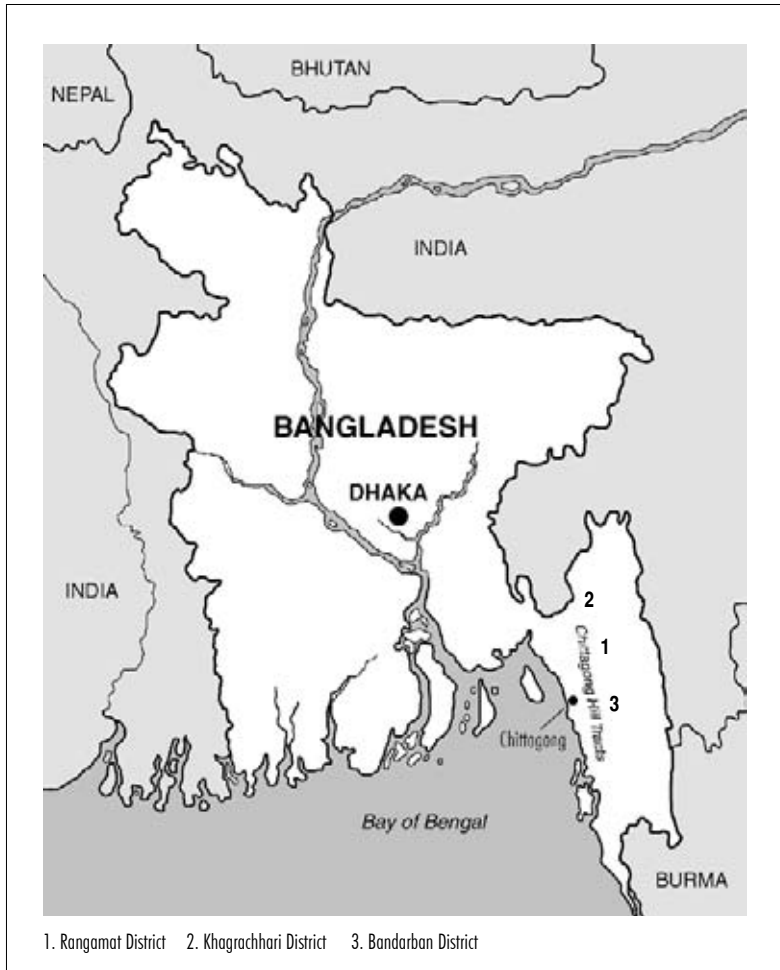 BHUTAN
NEPAL
INDIA
BANGLADESH
DHAKA
INDIA
2
1
Chittagong Hill Tracts
3
Chittagong
Bay of Bengal
BURMA
1. Rangamat District 2. Khagrachhari District 3. Bandarban District